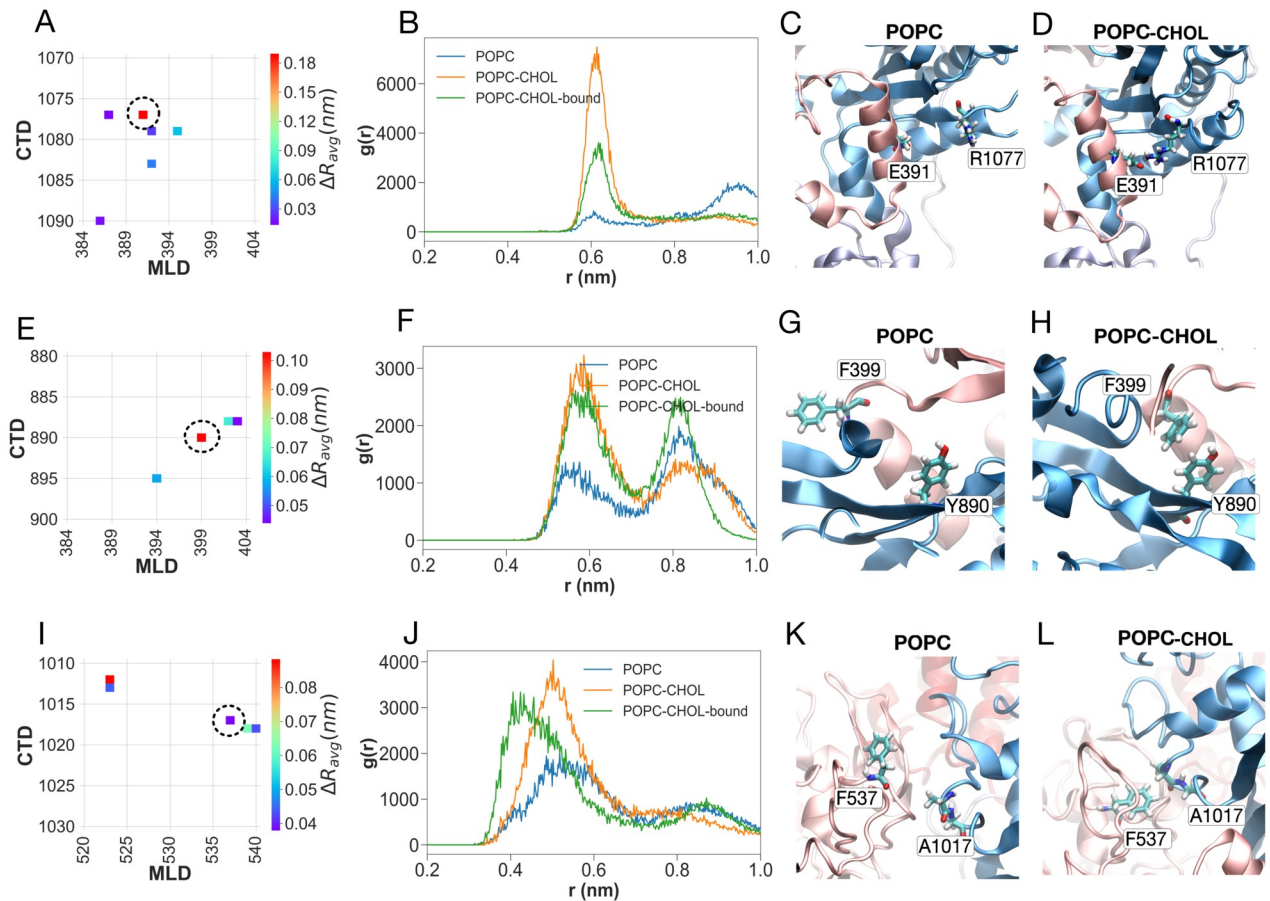 A
1070
1075
1080
1085
1090
CTD
384
389
394
399
404
MLD
0.18
0.15
0.12
0.09
0.06
0.03
ΔR_avg(nm)
B
6000
4000
2000
0
g(r)
POPC
POPC-CHOL
POPC-CHOL-bound
0.2
0.4
0.6
0.8
1.0
r (nm)
C
POPC
E391
R1077
D
POPC-CHOL
E391
R1077
E
880
885
890
895
900
CTD
384
389
394
399
404
MLD
0.10
0.09
0.08
0.07
0.06
0.05
ΔR_avg(nm)
F
3000
2000
1000
0
g(r)
POPC
POPC-CHOL
POPC-CHOL-bound
0.2
0.4
0.6
0.8
1.0
r (nm)
G
POPC
F399
Y890
H
POPC-CHOL
F399
Y890
I
1010
1015
1020
1025
1030
CTD
520
525
530
535
540
MLD
0.08
0.07
0.06
0.05
0.04
ΔR_avg(nm)
J
4000
3000
2000
1000
0
g(r)
POPC
POPC-CHOL
POPC-CHOL-bound
0.2
0.4
0.6
0.8
1.0
r (nm)
K
POPC
F537
A1017
L
POPC-CHOL
A1017
F537